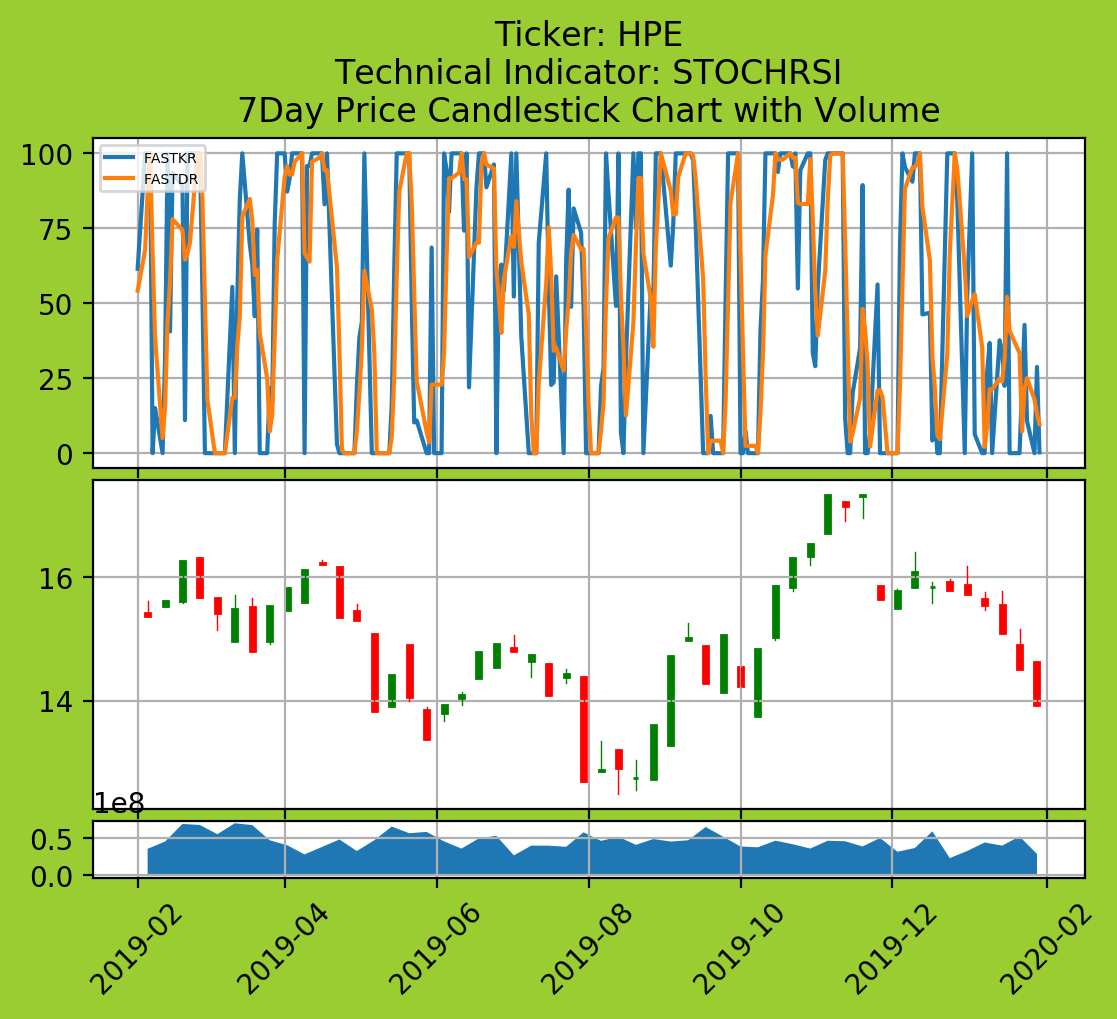 Ticker: HPE
Technical Indicator: STOCHRSI
7Day Price Candlestick Chart with Volume
FASTKR
FASTDR
100
75
50
25
0
16
14
1e8
0.5
0.0
2019-02
2019-04
2019-06
2019-08
2019-10
2019-12
2020-02